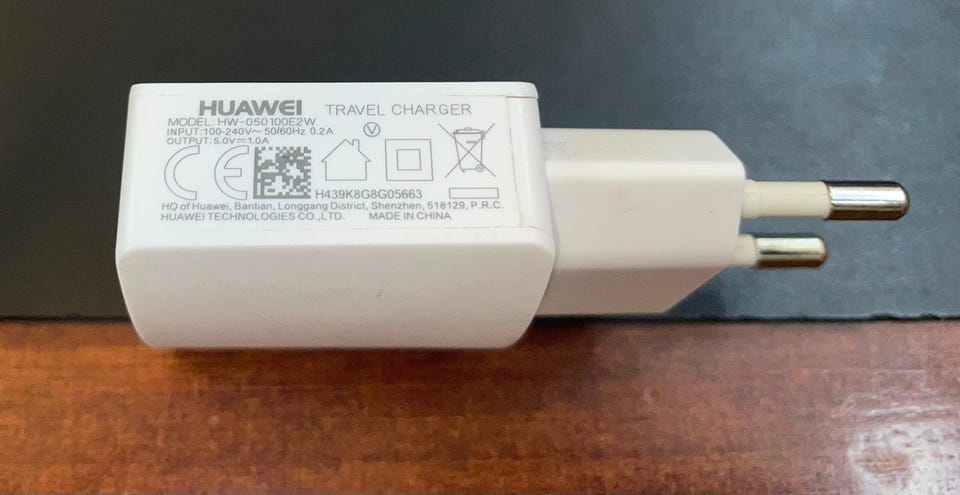 HUAWEI TRAVEL CHARGER
MODEL: HW-050100E2W
INPUT:100-240V~ 50/60Hz 0.2A
OUTPUT:5.0V⎓1.0A
V
CE
H439K8G8G05663
HQ of Huawei, Bantian, Longgang District, Shenzhen, 518129, P.R.C.
HUAWEI TECHNOLOGIES CO.,LTD. MADE IN CHINA